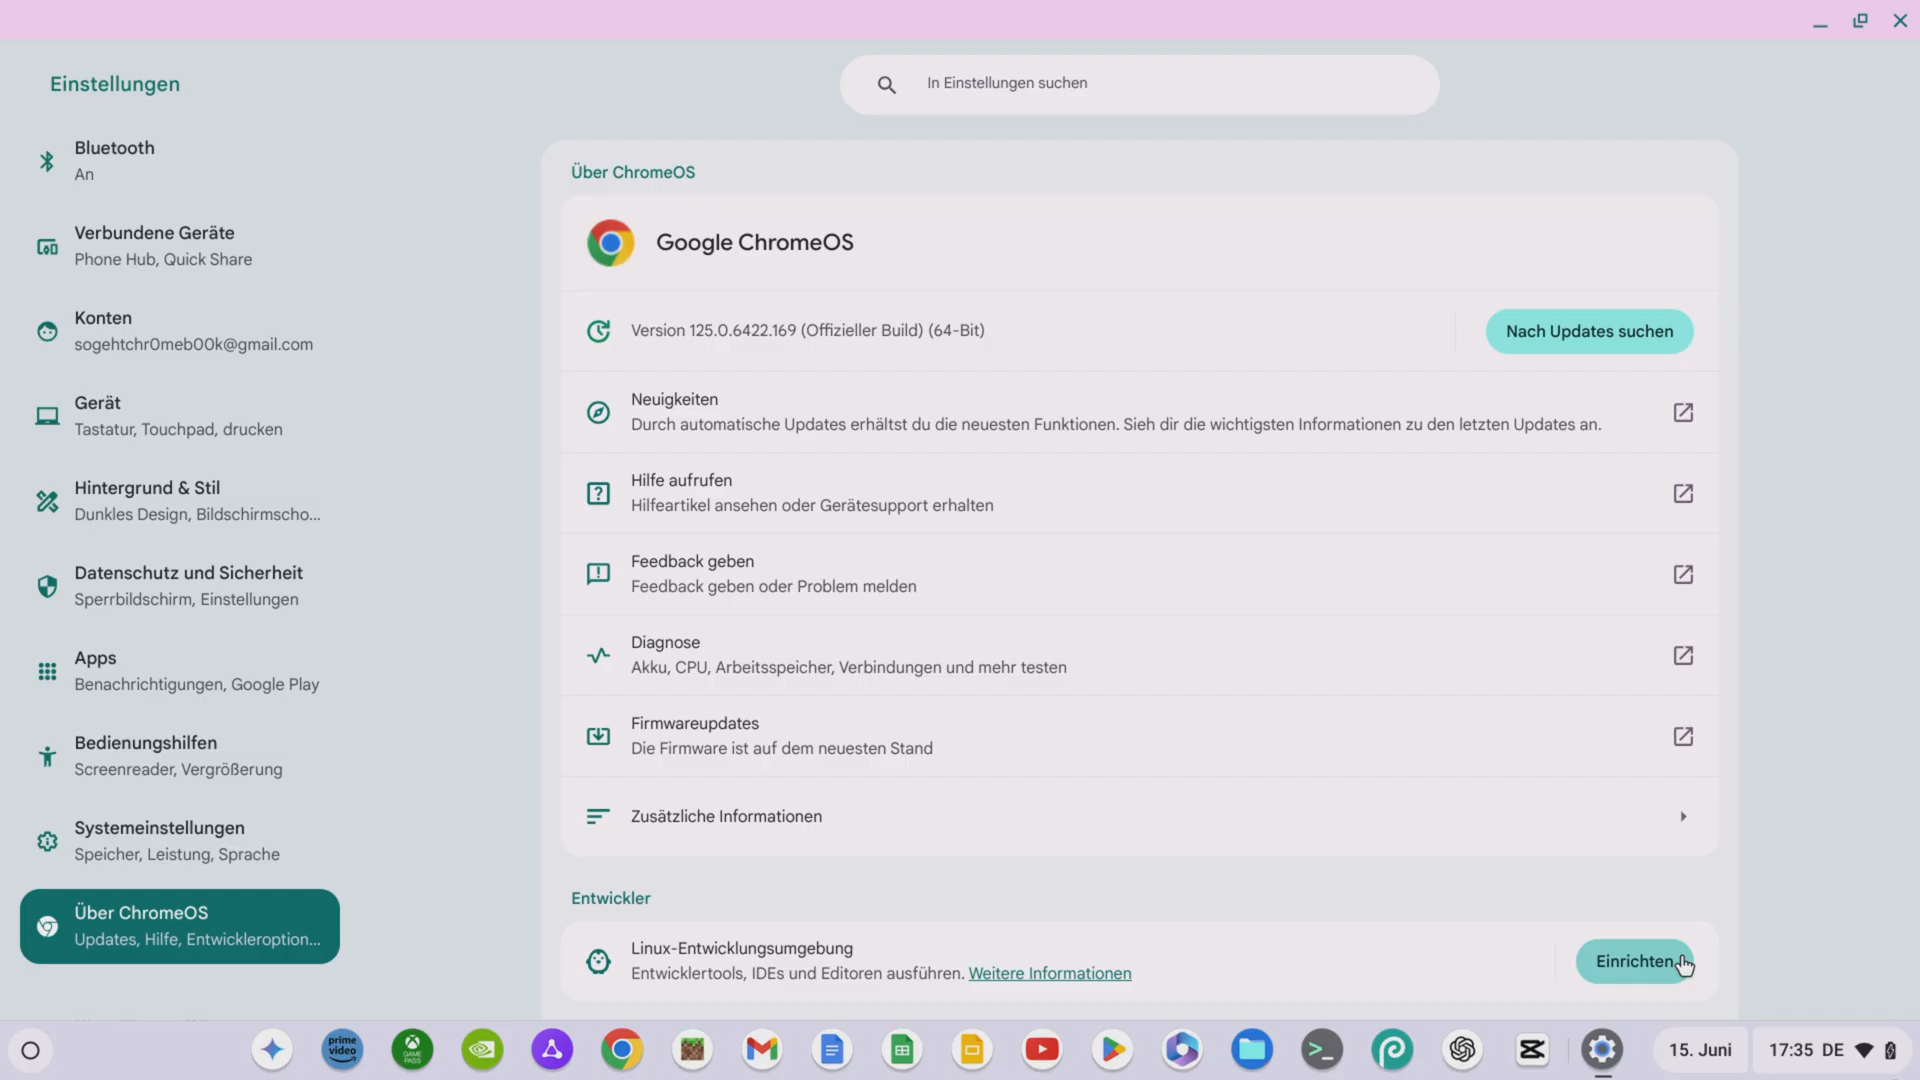 Einstellungen
In Einstellungen suchen
Bluetooth
An
Verbundene Geräte
Phone Hub, Quick Share
Konten
sogehtchr0meb00k@gmail.com
Gerät
Tastatur, Touchpad, drucken
Hintergrund & Stil
Dunkles Design, Bildschirmscho...
Datenschutz und Sicherheit
Sperrbildschirm, Einstellungen
Apps
Benachrichtigungen, Google Play
Bedienungshilfen
Screenreader, Vergrößerung
Systemeinstellungen
Speicher, Leistung, Sprache
Über ChromeOS
Updates, Hilfe, Entwickleroption...
Über ChromeOS
Google ChromeOS
Version 125.0.6422.169 (Offizieller Build) (64-Bit)
Nach Updates suchen
Neuigkeiten
Durch automatische Updates erhältst du die neuesten Funktionen. Sieh dir die wichtigsten Informationen zu den letzten Updates an.
Hilfe aufrufen
Hilfeartikel ansehen oder Gerätesupport erhalten
Feedback geben
Feedback geben oder Problem melden
Diagnose
Akku, CPU, Arbeitsspeicher, Verbindungen und mehr testen
Firmwareupdates
Die Firmware ist auf dem neuesten Stand
Zusätzliche Informationen
Entwickler
Linux-Entwicklungsumgebung
Entwicklertools, IDEs und Editoren ausführen. Weitere Informationen
Einrichten
prime
video
GAME
PASS
15. Juni
17:35 DE